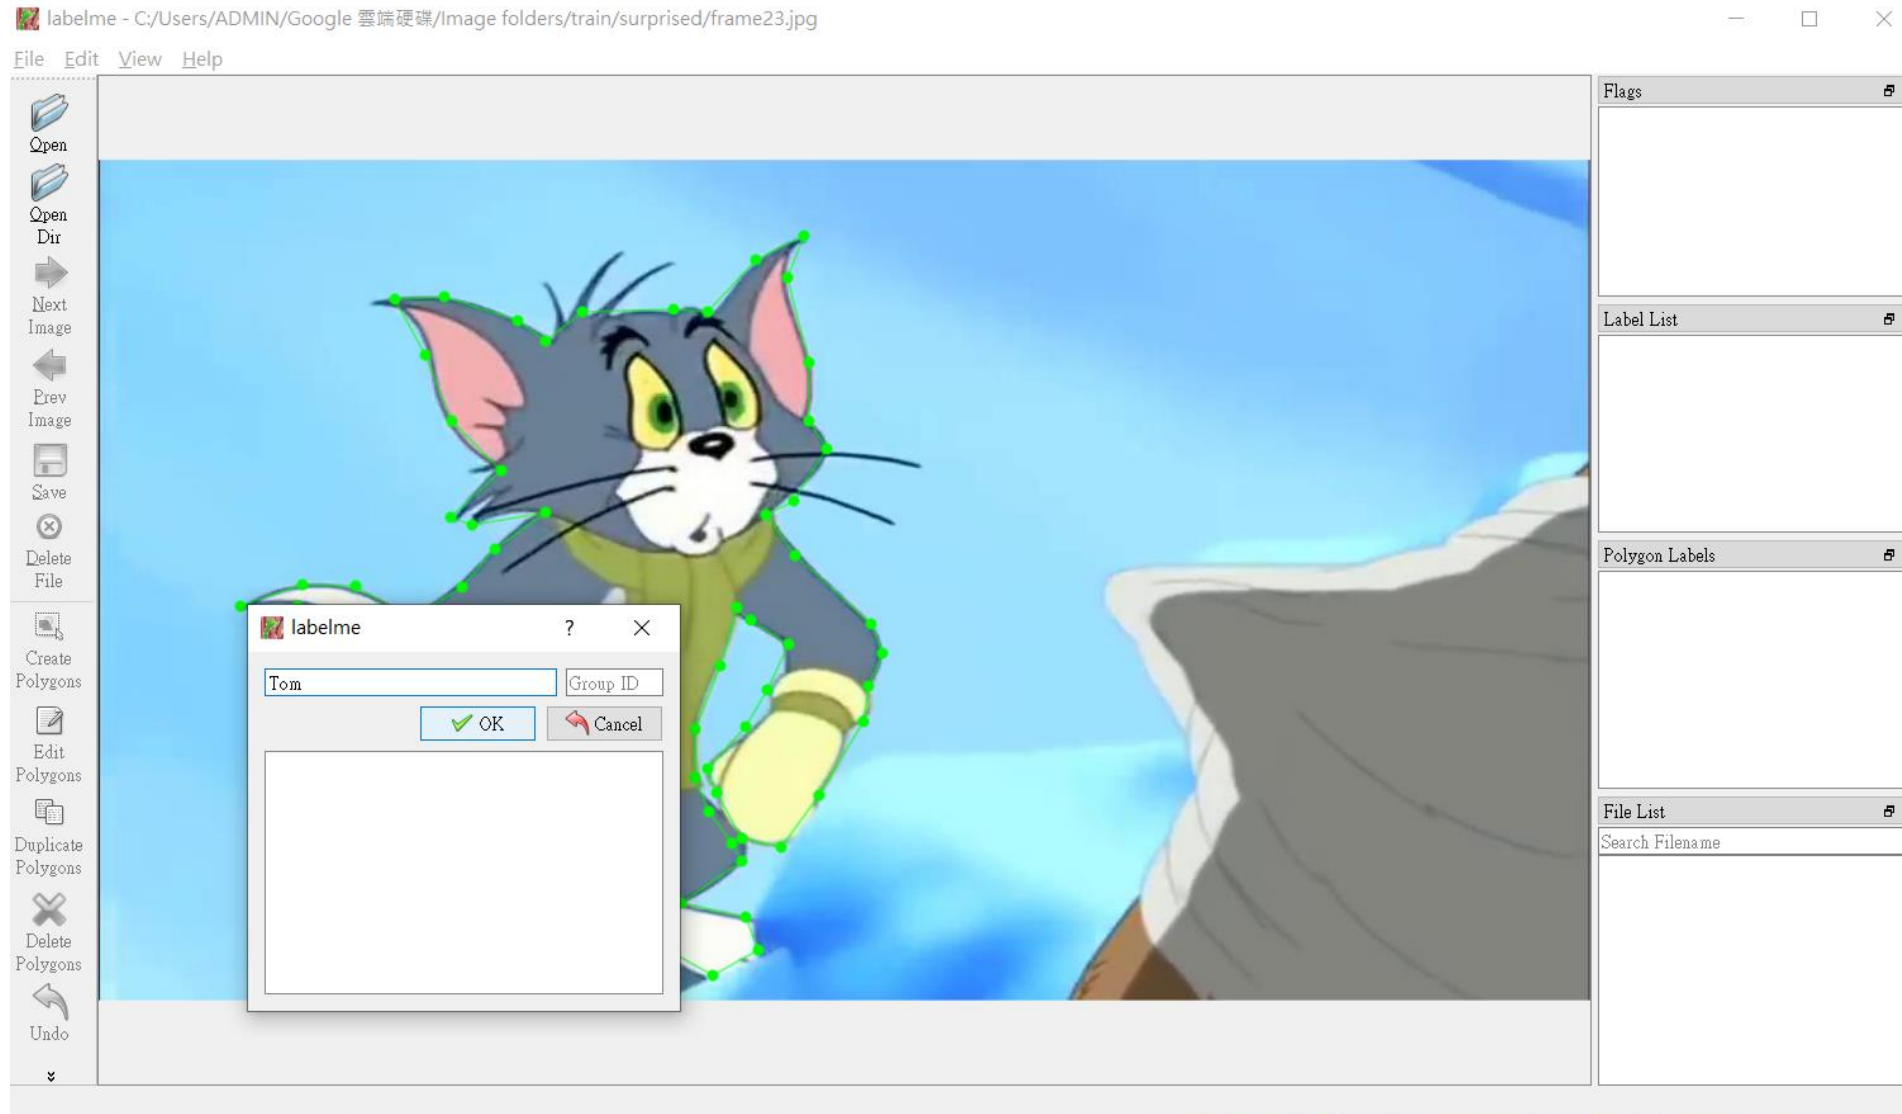 labelme - C:/Users/ADMIN/Google 雲端硬碟/Image folders/train/surprised/frame23.jpg
File Edit View Help
Open
Open
Dir
Next
Image
Prev
Image
Save
Delete
File
Create
Polygons
Edit
Polygons
Duplicate
Polygons
Delete
Polygons
Undo
labelme ?
Tom Group ID
OK Cancel
Flags
Label List
Polygon Labels
File List
Search Filename